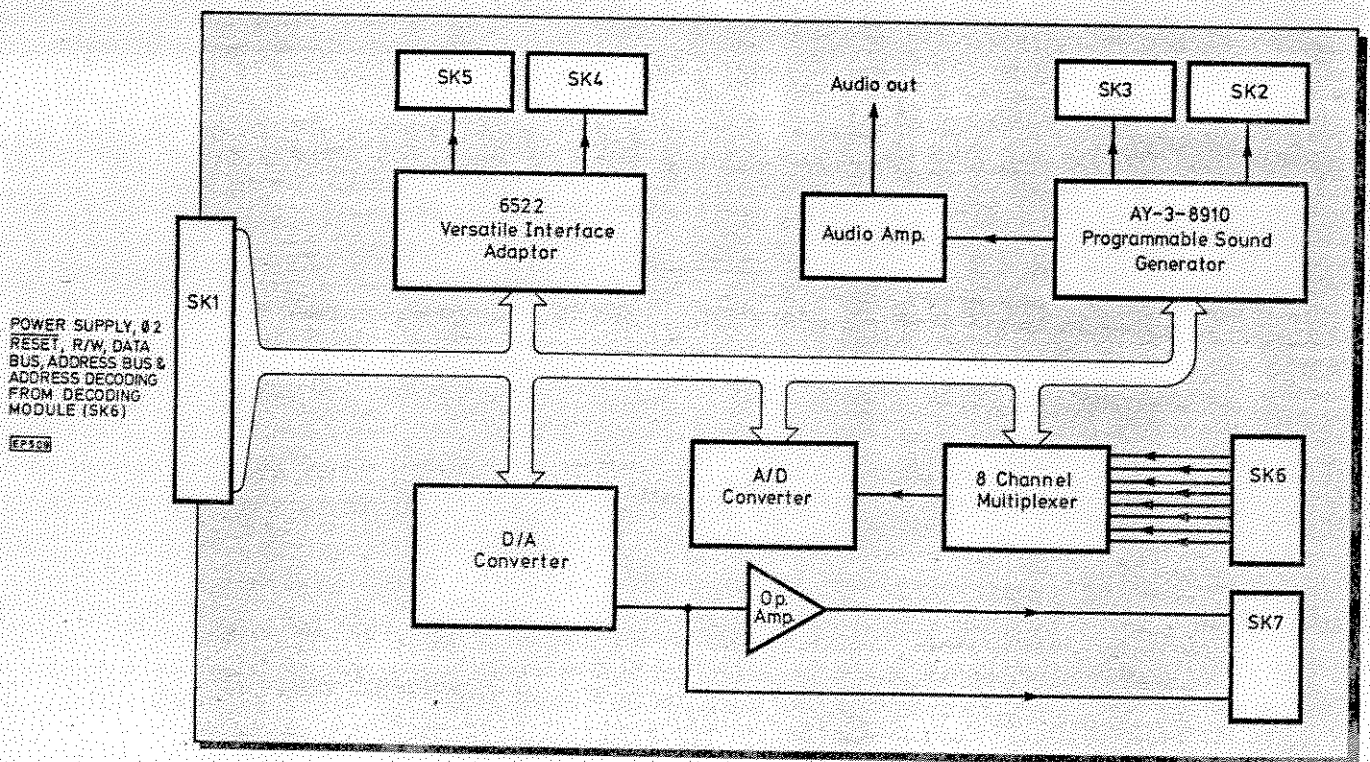 SK5
SK4
Audio out
SK3
SK2
6522
Versatile Interface
Adaptor
Audio Amp.
AY-3-8910
Programmable Sound
Generator
SK1
POWER SUPPLY, Ø2
RESET, R/W, DATA
BUS, ADDRESS BUS &
ADDRESS DECODING
FROM DECODING
MODULE (SK6)
A/D
Converter
8 Channel
Multiplexer
SK6
D/A
Converter
Op.
Amp.
SK7